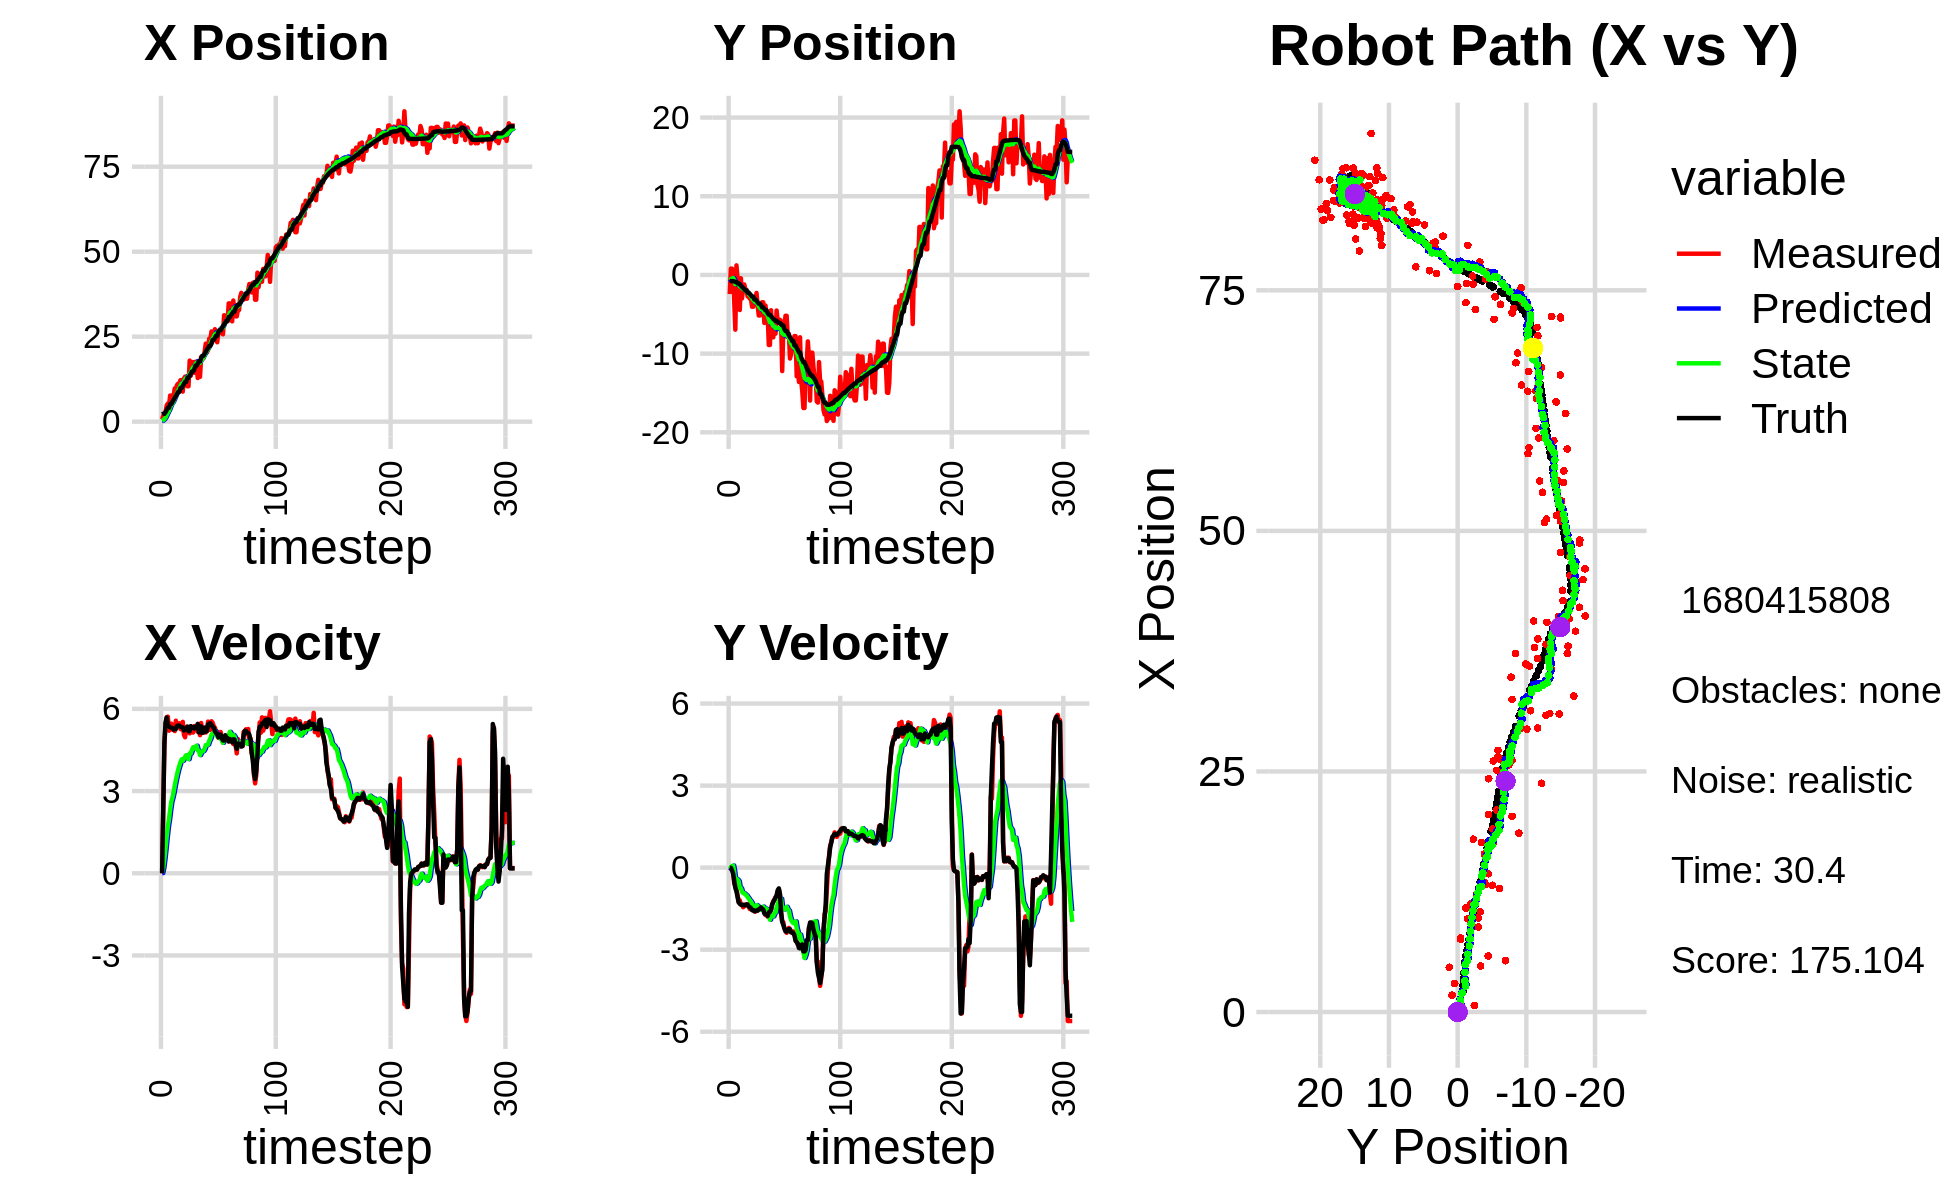 X Position
75
50
25
0
0
100
200
300
timestep
Y Position
20
10
0
-10
-20
0
100
200
300
timestep
X Velocity
6
3
0
-3
0
100
200
300
timestep
Y Velocity
6
3
0
-3
-6
0
100
200
300
timestep
Robot Path (X vs Y)
X Position
75
50
25
0
20 10 0 -10 -20
Y Position
variable
Measured
Predicted
State
Truth
1680415808
Obstacles: none
Noise: realistic
Time: 30.4
Score: 175.104